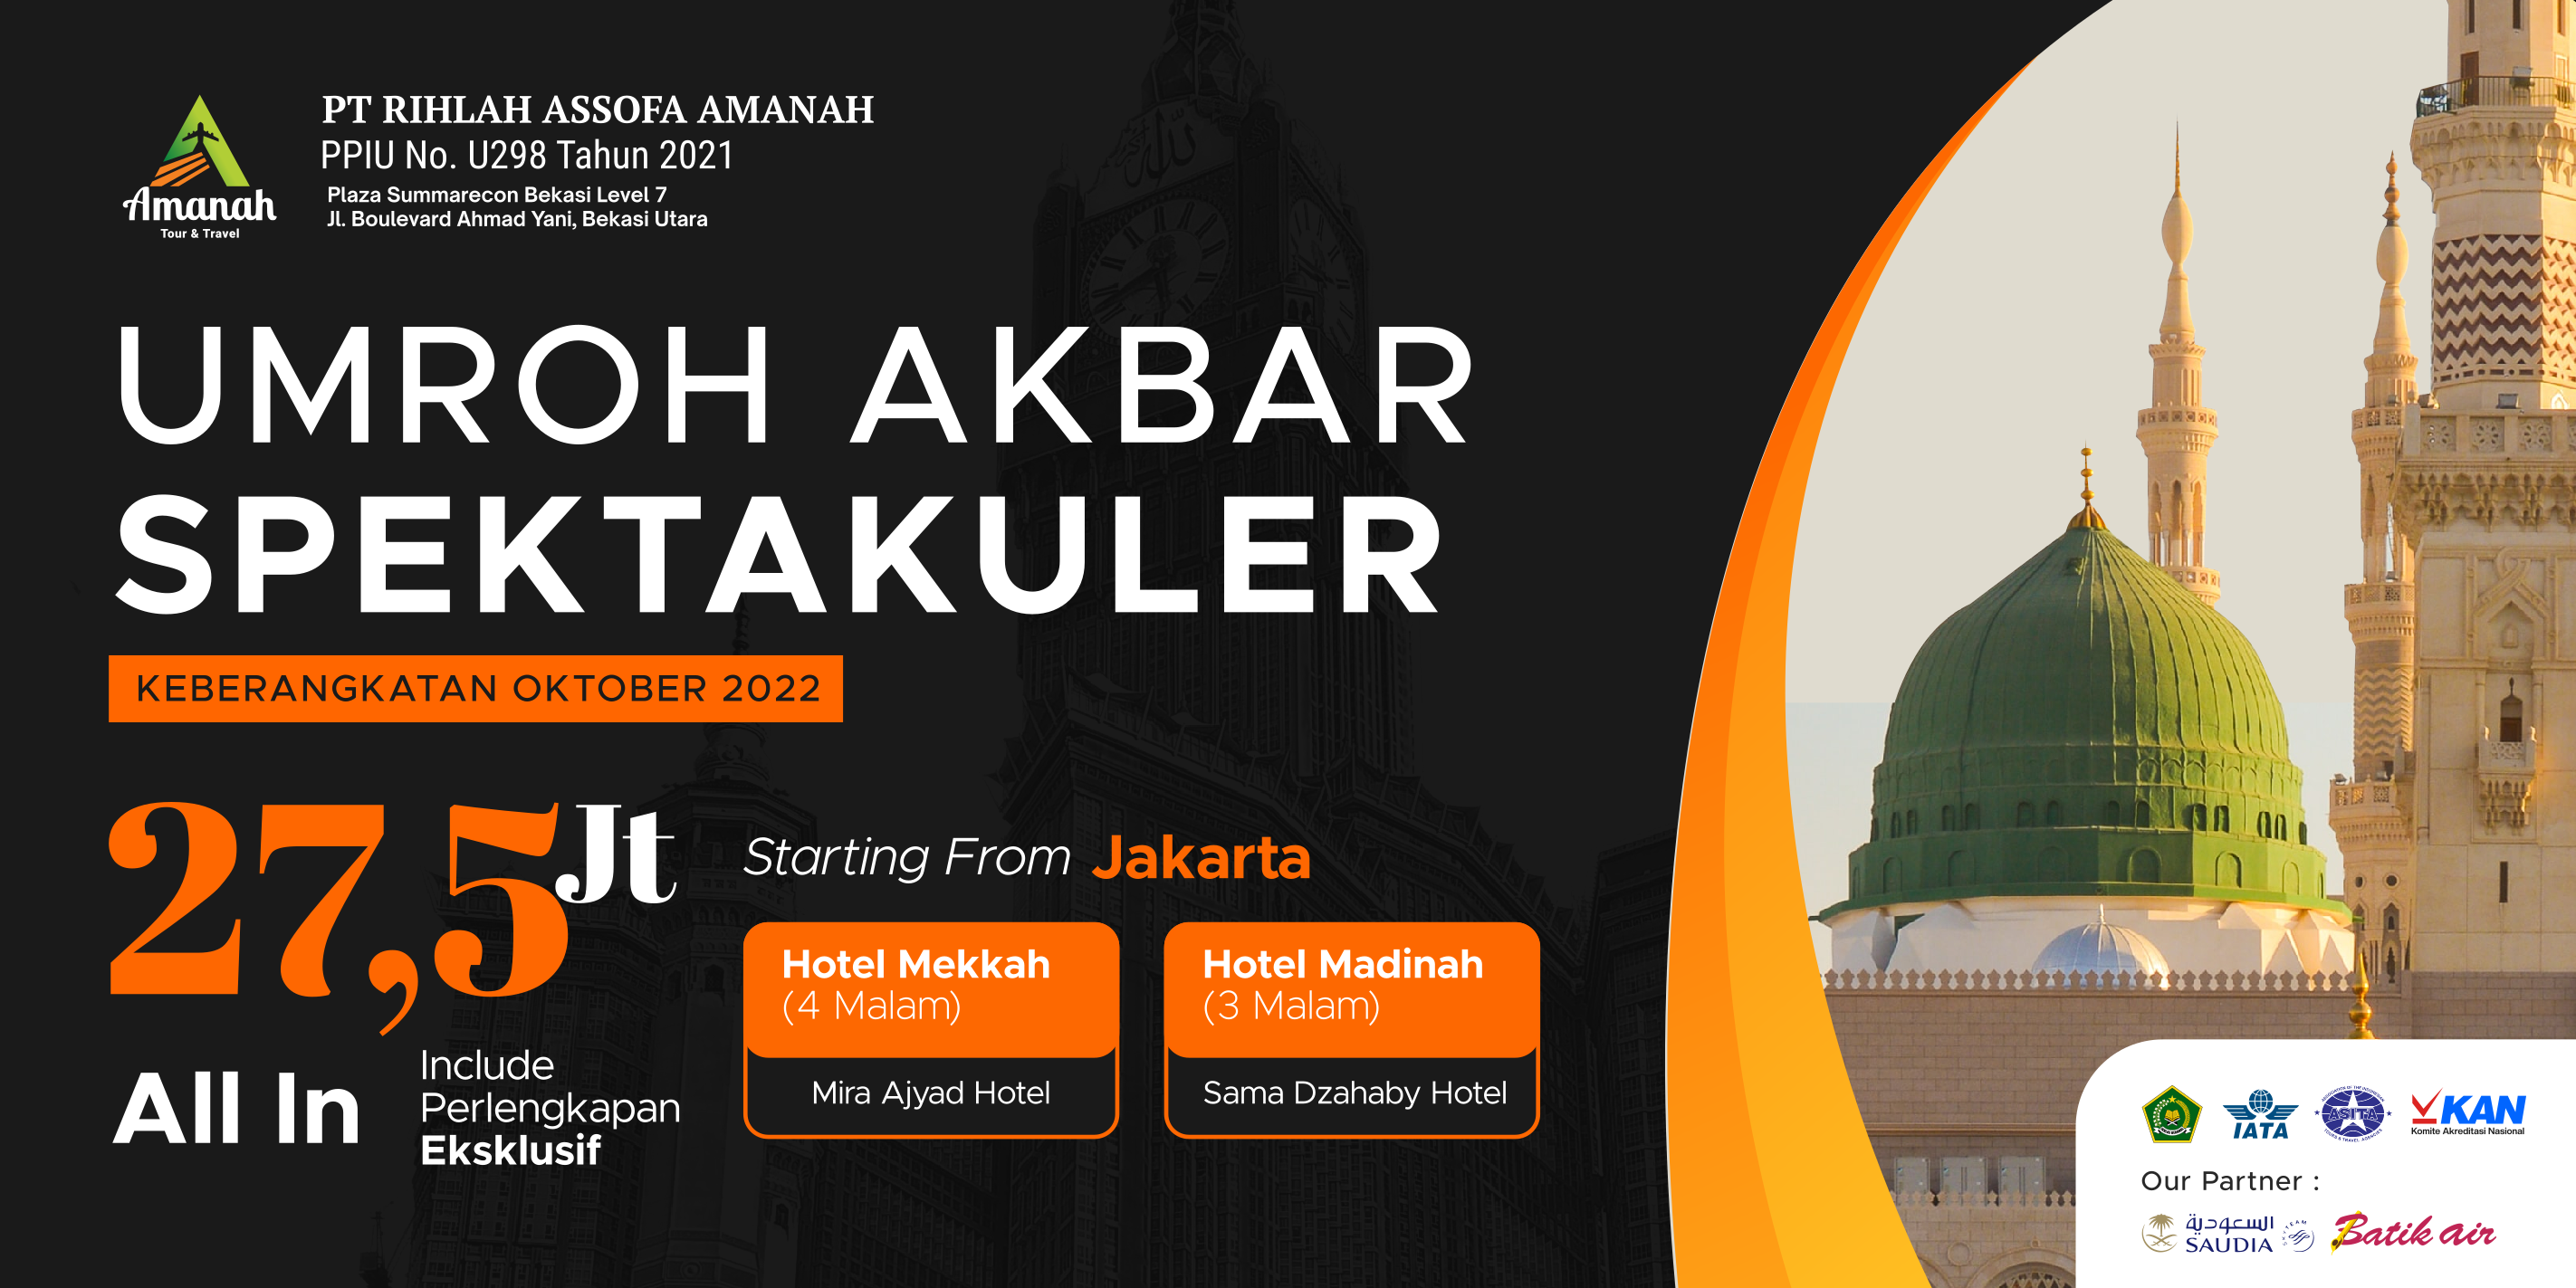 Amanah
Tour & Travel
PT RIHLAH ASSOFA AMANAH
PPIU No. U298 Tahun 2021
Plaza Summarecon Bekasi Level 7
Jl. Boulevard Ahmad Yani, Bekasi Utara
UMROH AKBAR
SPEKTAKULER
KEBERANGKATAN OKTOBER 2022
27,5Jt
All In
Include
Perlengkapan
Eksklusif
Starting From Jakarta
Hotel Mekkah
(4 Malam)
Mira Ajyad Hotel
Hotel Madinah
(3 Malam)
Sama Dzahaby Hotel
IATA
ASITA
KAN
Komite Akreditasi Nasional
Our Partner :
السعودية
SAUDIA
Batik air